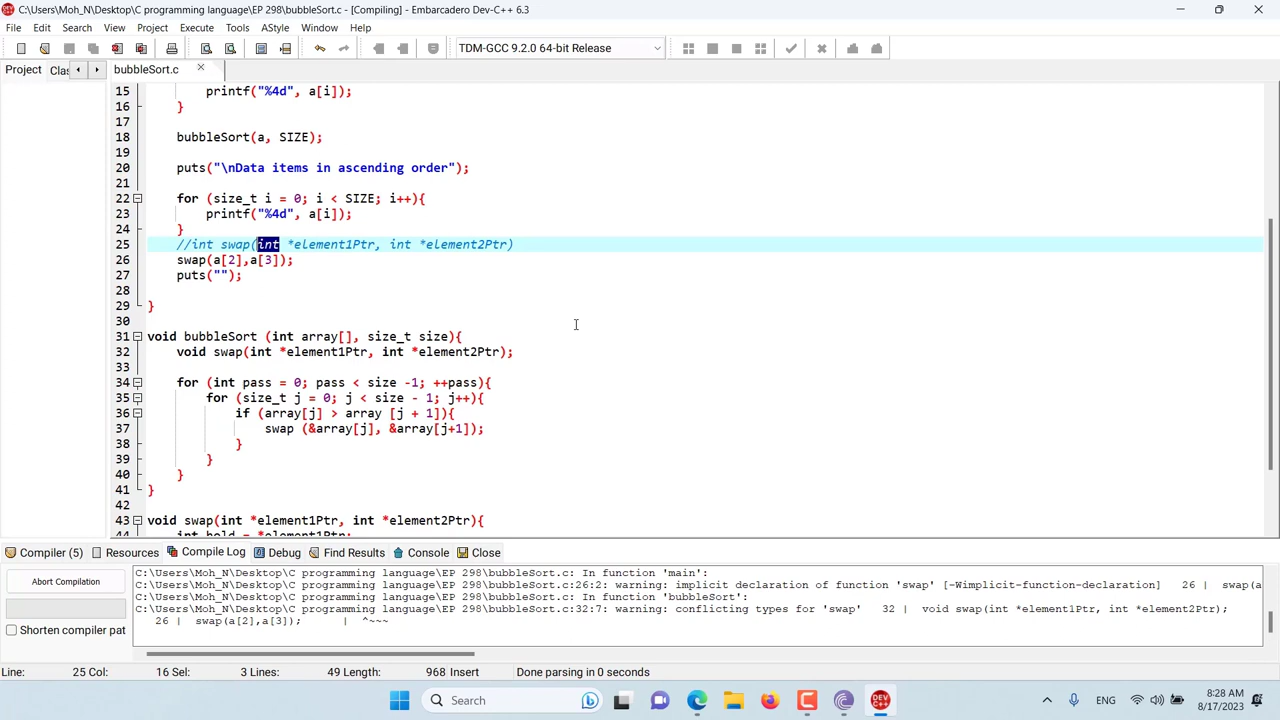 C:\Users\Moh_N\Desktop\C programming language\EP 298\bubbleSort.c - [Compiling] - Embarcadero Dev-C++ 6.3
File Edit Search View Project Execute Tools AStyle Window Help
TDM-GCC 9.2.0 64-bit Release
Project Clas bubbleSort.c
15 printf("%4d", a[i]);
16 }
17
18 bubbleSort(a, SIZE);
19
20 puts("\nData items in ascending order");
21
22 for (size_t i = 0; i < SIZE; i++){
23 printf("%4d", a[i]);
24 }
25 //int swap(int *element1Ptr, int *element2Ptr)
26 swap(a[2],a[3]);
27 puts("");
28
29 }
30
31 void bubbleSort (int array[], size_t size){
32 void swap(int *element1Ptr, int *element2Ptr);
33
34 for (int pass = 0; pass < size -1; ++pass){
35 for (size_t j = 0; j < size - 1; j++){
36 if (array[j] > array [j + 1]){
37 swap (&array[j], &array[j+1]);
38 }
39 }
40 }
41 }
42
43 void swap(int *element1Ptr, int *element2Ptr){
44 int hold = *element1Ptr;
Compiler (5) Resources Compile Log Debug Find Results Console Close
Abort Compilation
Shorten compiler pat
C:\Users\Moh_N\Desktop\C programming language\EP 298\bubbleSort.c: In function 'main':
C:\Users\Moh_N\Desktop\C programming language\EP 298\bubbleSort.c:26:2: warning: implicit declaration of function 'swap' [-Wimplicit-function-declaration] 26 | swap(a
C:\Users\Moh_N\Desktop\C programming language\EP 298\bubbleSort.c: In function 'bubbleSort':
C:\Users\Moh_N\Desktop\C programming language\EP 298\bubbleSort.c:32:7: warning: conflicting types for 'swap' 32 | void swap(int *element1Ptr, int *element2Ptr);
26 | swap(a[2],a[3]); | ^~~~
Line: 25 Col: 16 Sel: 3 Lines: 49 Length: 968 Insert Done parsing in 0 seconds
Search
DEV C++
ENG
8:28 AM
8/17/2023